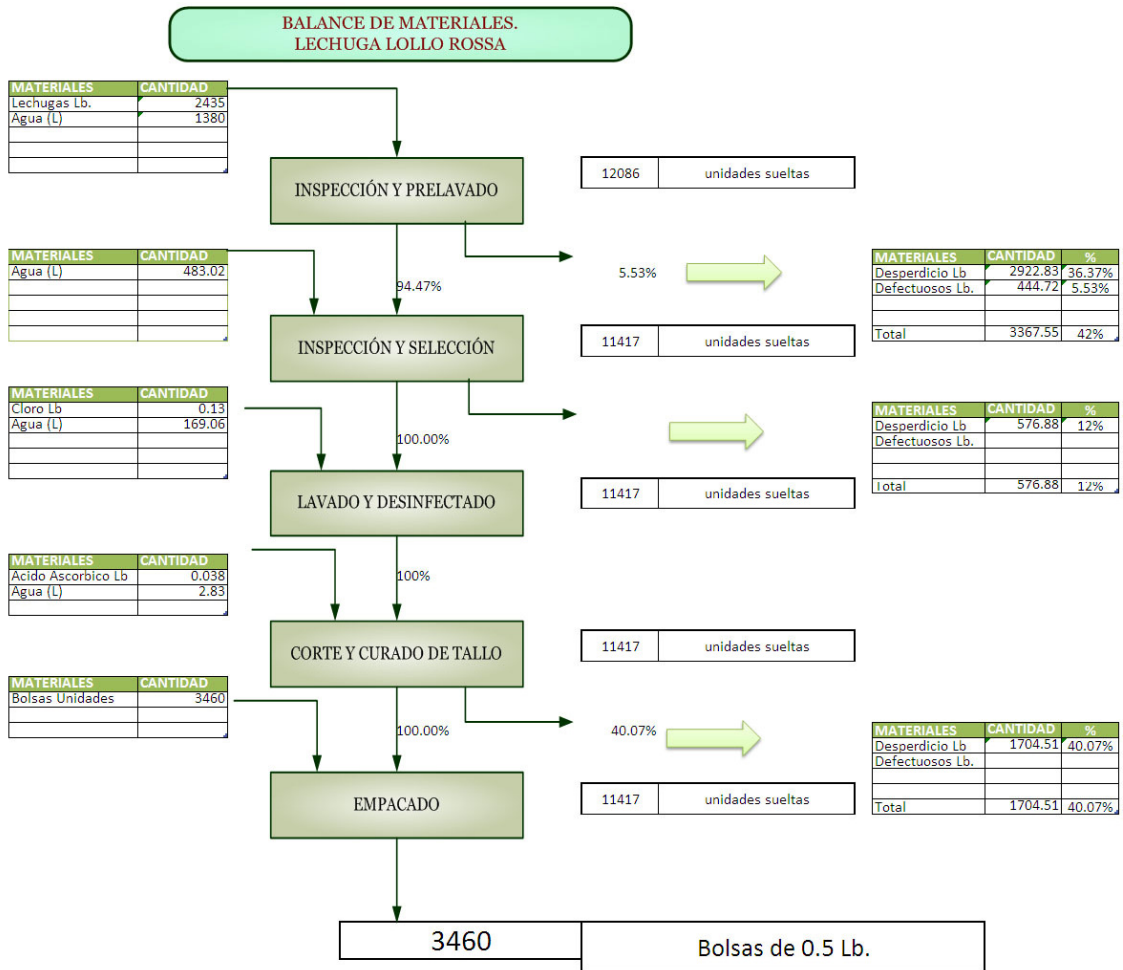 BALANCE DE MATERIALES.
LECHUGA LOLLO ROSSA
MATERIALES CANTIDAD
Lechugas Lb. 2435
Agua (L) 1380
INSPECCIÓN Y PRELAVADO
12086 unidades sueltas
MATERIALES CANTIDAD
Agua (L) 483.02
94.47%
5.53%
MATERIALES CANTIDAD %
Desperdicio Lb 2922.83 36.37%
Defectuosos Lb. 444.72 5.53%
Total 3367.55 42%
INSPECCIÓN Y SELECCIÓN
11417 unidades sueltas
MATERIALES CANTIDAD
Cloro Lb 0.13
Agua (L) 169.06
100.00%
MATERIALES CANTIDAD %
Desperdicio Lb 576.88 12%
Defectuosos Lb.
Total 576.88 12%
LAVADO Y DESINFECTADO
11417 unidades sueltas
MATERIALES CANTIDAD
Acido Ascorbico Lb 0.038
Agua (L) 2.83
100%
CORTE Y CURADO DE TALLO
11417 unidades sueltas
MATERIALES CANTIDAD
Bolsas Unidades 3460
100.00%
40.07%
MATERIALES CANTIDAD %
Desperdicio Lb 1704.51 40.07%
Defectuosos Lb.
Total 1704.51 40.07%
EMPACADO
11417 unidades sueltas
3460 Bolsas de 0.5 Lb.